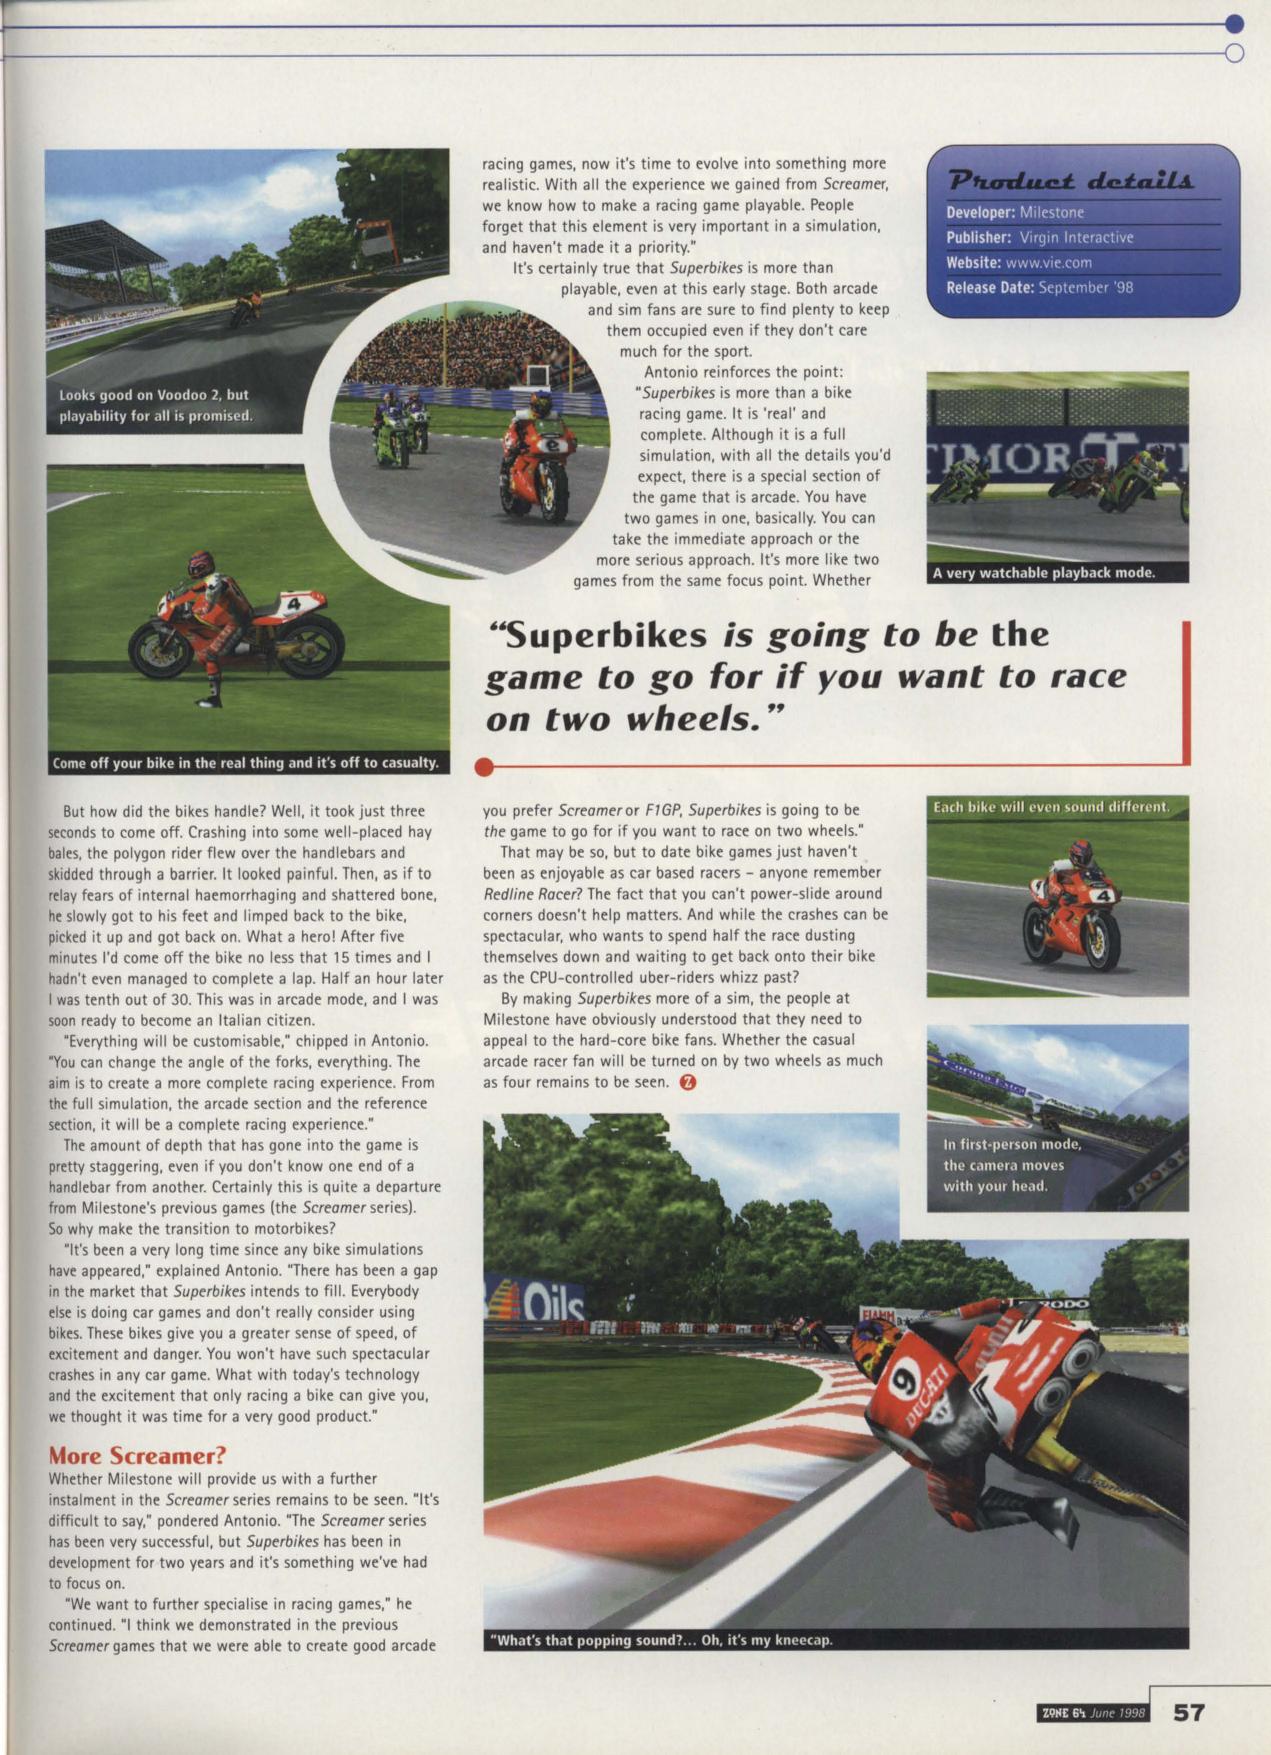 Looks good on Voodoo 2, but
playability for all is promised.
Come off your bike in the real thing and it's off to casualty.
But how did the bikes handle? Well, it took just three
seconds to come off. Crashing into some well-placed hay
bales, the polygon rider flew over the handlebars and
skidded through a barrier. It looked painful. Then, as if to
relay fears of internal haemorrhaging and shattered bone,
he slowly got to his feet and limped back to the bike,
picked it up and got back on. What a hero! After five
minutes I'd come off the bike no less that 15 times and I
hadn't even managed to complete a lap. Half an hour later
I was tenth out of 30. This was in arcade mode, and I was
soon ready to become an Italian citizen.
"Everything will be customisable," chipped in Antonio.
"You can change the angle of the forks, everything. The
aim is to create a more complete racing experience. From
the full simulation, the arcade section and the reference
section, it will be a complete racing experience."
The amount of depth that has gone into the game is
pretty staggering, even if you don't know one end of a
handlebar from another. Certainly this is quite a departure
from Milestone's previous games (the Screamer series).
So why make the transition to motorbikes?
"It's been a very long time since any bike simulations
have appeared," explained Antonio. "There has been a gap
in the market that Superbikes intends to fill. Everybody
else is doing car games and don't really consider using
bikes. These bikes give you a greater sense of speed, of
excitement and danger. You won't have such spectacular
crashes in any car game. What with today's technology
and the excitement that only racing a bike can give you,
we thought it was time for a very good product."
More Screamer?
Whether Milestone will provide us with a further
instalment in the Screamer series remains to be seen. "It's
difficult to say," pondered Antonio. "The Screamer series
has been very successful, but Superbikes has been in
development for two years and it's something we've had
to focus on.
"We want to further specialise in racing games," he
continued. "I think we demonstrated in the previous
Screamer games that we were able to create good arcade
racing games, now it's time to evolve into something more
realistic. With all the experience we gained from Screamer,
we know how to make a racing game playable. People
forget that this element is very important in a simulation,
and haven't made it a priority."
It's certainly true that Superbikes is more than
playable, even at this early stage. Both arcade
and sim fans are sure to find plenty to keep
them occupied even if they don't care
much for the sport.
Antonio reinforces the point:
"Superbikes is more than a bike
racing game. It is 'real' and
complete. Although it is a full
simulation, with all the details you'd
expect, there is a special section of
the game that is arcade. You have
two games in one, basically. You can
take the immediate approach or the
more serious approach. It's more like two
games from the same focus point. Whether
"Superbikes is going to be the
game to go for if you want to race
on two wheels."
you prefer Screamer or F1GP, Superbikes is going to be
the game to go for if you want to race on two wheels."
That may be so, but to date bike games just haven't
been as enjoyable as car based racers – anyone remember
Redline Racer? The fact that you can't power-slide around
corners doesn't help matters. And while the crashes can be
spectacular, who wants to spend half the race dusting
themselves down and waiting to get back onto their bike
as the CPU-controlled uber-riders whizz past?
By making Superbikes more of a sim, the people at
Milestone have obviously understood that they need to
appeal to the hard-core bike fans. Whether the casual
arcade racer fan will be turned on by two wheels as much
as four remains to be seen. Z
Product details
Developer: Milestone
Publisher: Virgin Interactive
Website: www.vie.com
Release Date: September '98
TIMOR
A very watchable playback mode.
Each bike will even sound different.
4
4
Corona Extra
In first-person mode,
the camera moves
with your head.
Oils
FIAMM
9
DUCATI
"What's that popping sound?... Oh, it's my kneecap.
ZONE 64 June 1998 57